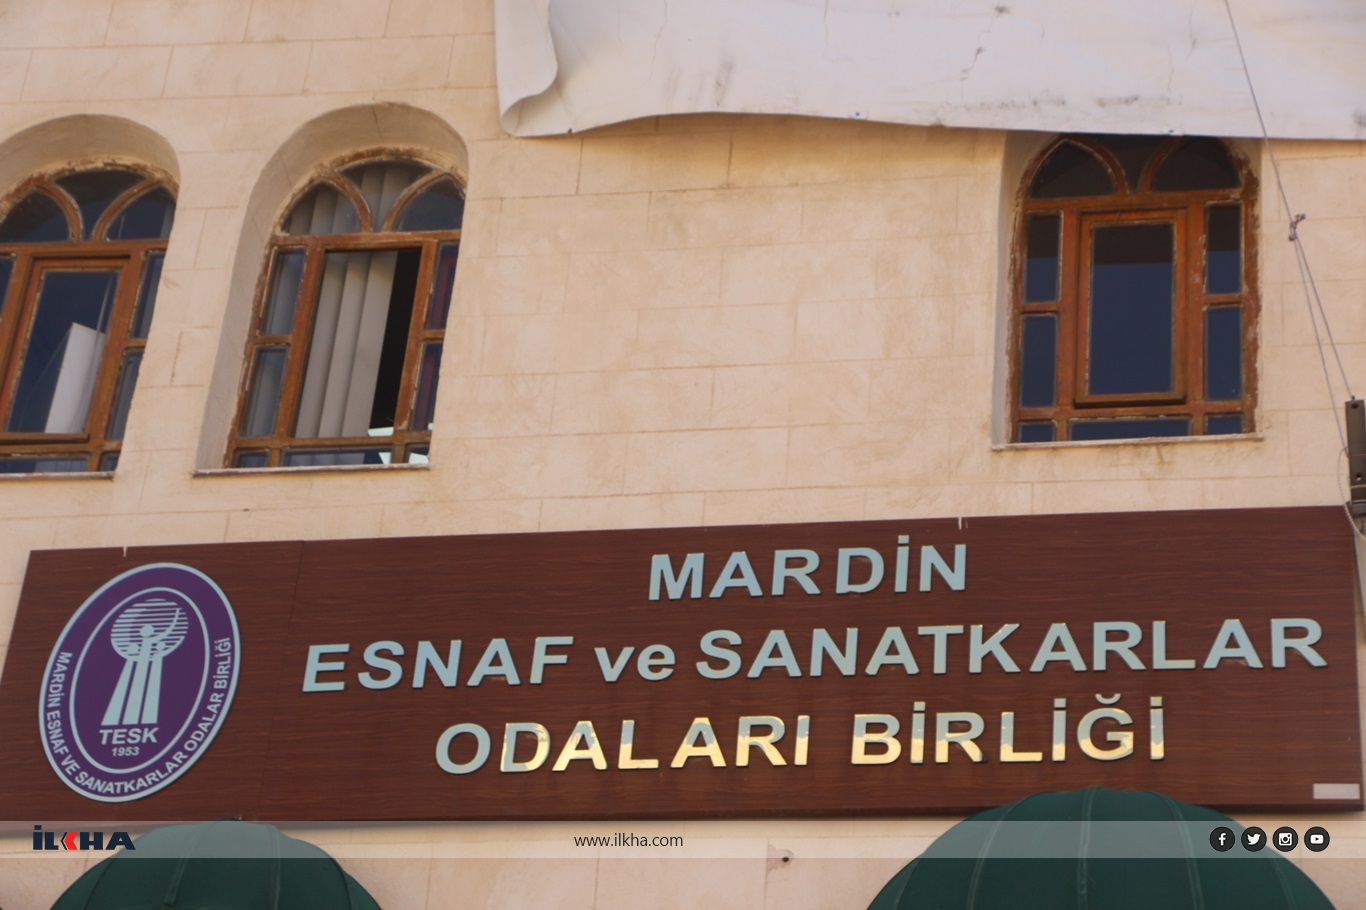 MARDİN
ESNAF ve SANATKARLAR
ODALARI BİRLİĞİ
TESK
1953
MARDİN ESNAF VE SANATKARLAR ODALAR BİRLİĞİ
İLKHA
www.ilkha.com